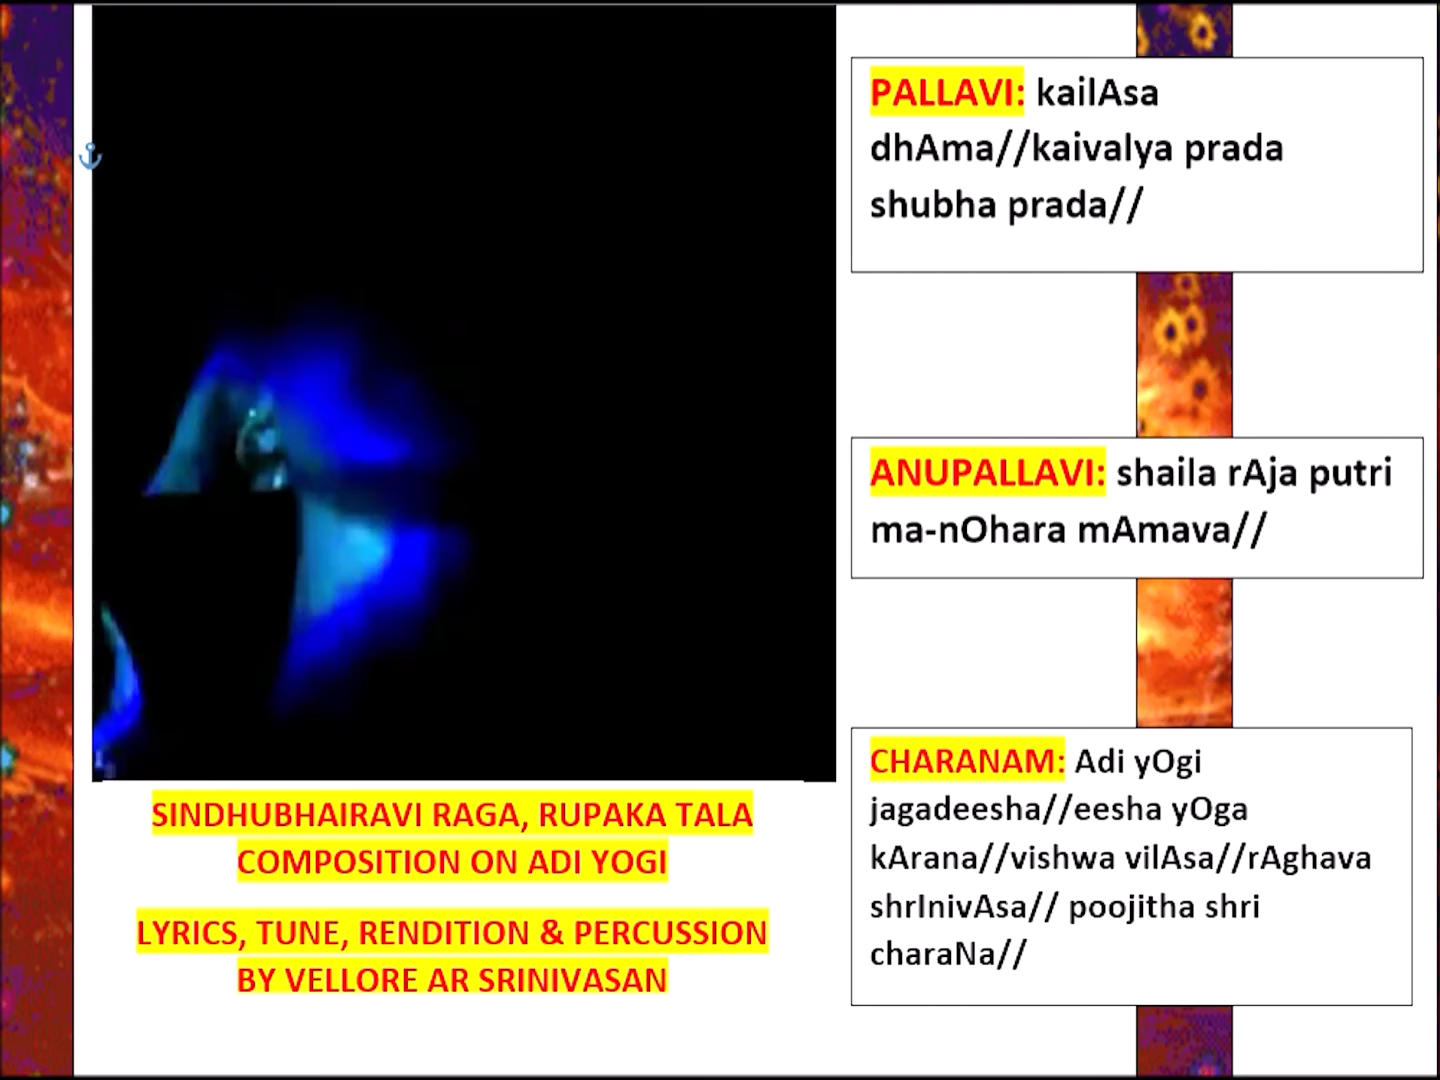 PALLAVI: kailAsa
dhAma//kaivalya prada
shubha prada//
ANUPALLAVI: shaila rAja putri
ma-nOhara mAmava//
CHARANAM: Adi yOgi
jagadeesha//eesha yOga
kArana//vishwa vilAsa//rAghava
shrInivAsa// poojitha shri
charaNa//
SINDHUBHAIRAVI RAGA, RUPAKA TALA
COMPOSITION ON ADI YOGI
LYRICS, TUNE, RENDITION & PERCUSSION
BY VELLORE AR SRINIVASAN